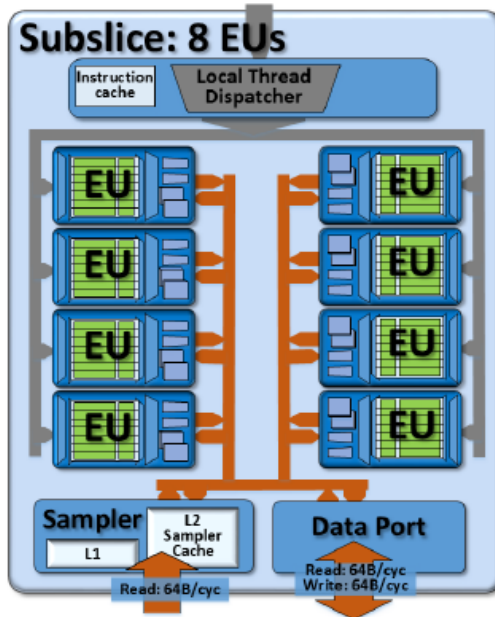 Subslice: 8 EUs
Instruction
cache
Local Thread
Dispatcher
EU
EU
EU
EU
EU
EU
EU
EU
Sampler
L1
L2
Sampler
Cache
Data Port
Read: 64B/cyc
Read: 64B/cyc
Write: 64B/cyc